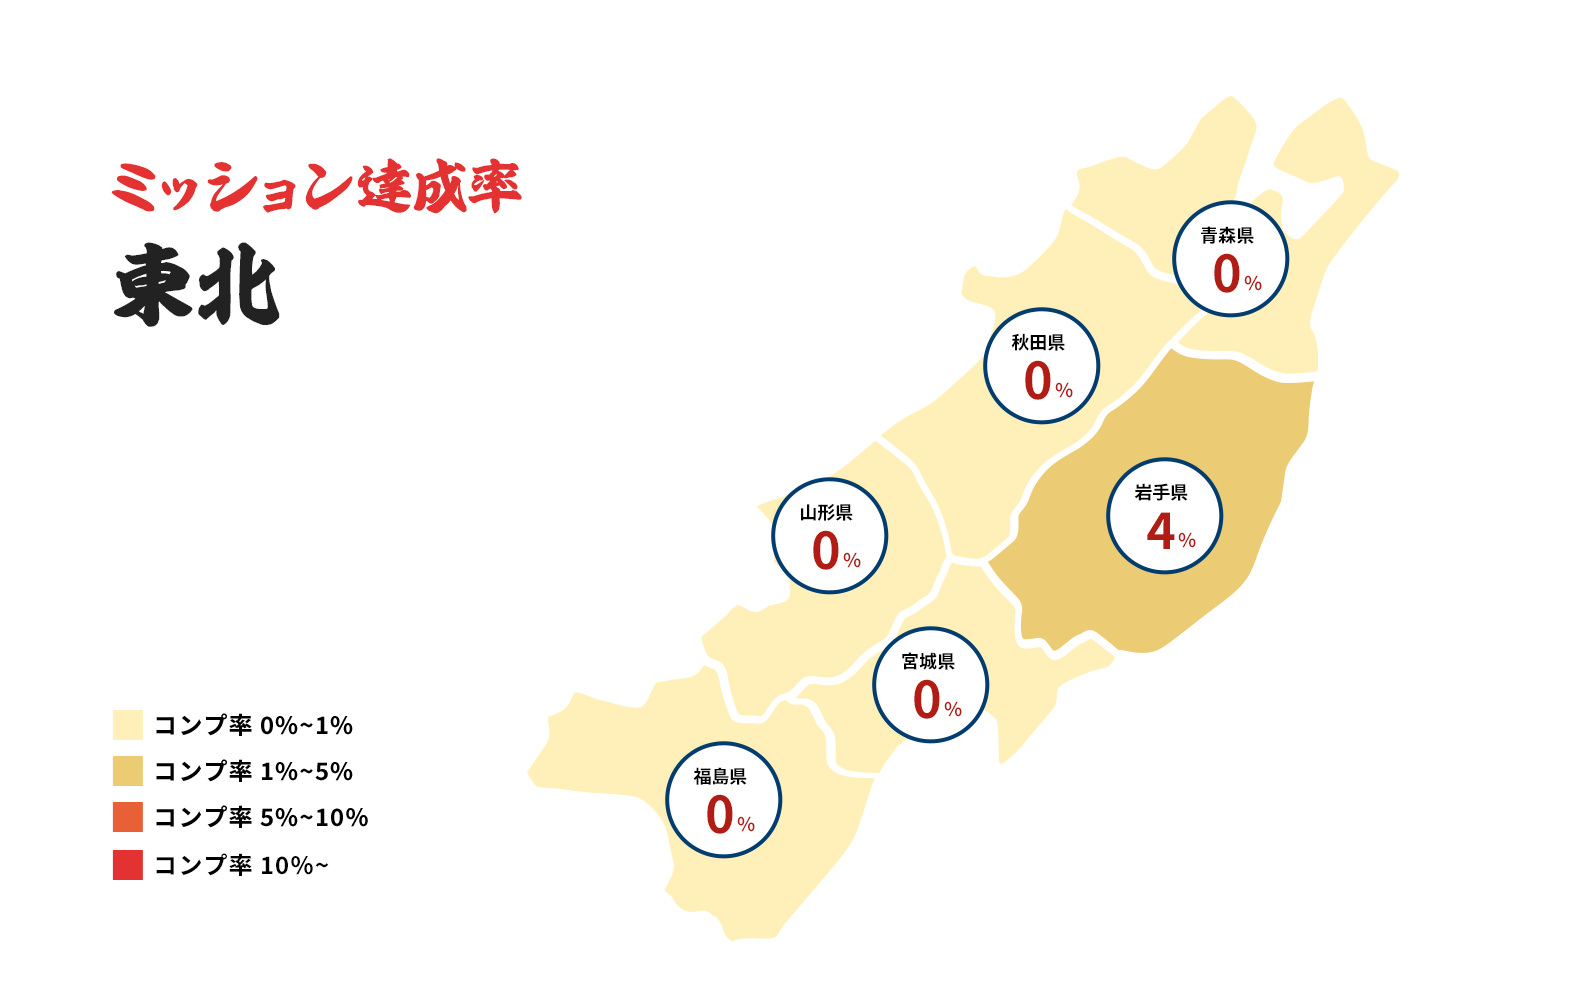 ミッション達成率
東北
青森県
0%
秋田県
0%
岩手県
4%
山形県
0%
宮城県
0%
福島県
0%
コンプ率 0%~1%
コンプ率 1%~5%
コンプ率 5%~10%
コンプ率 10%~